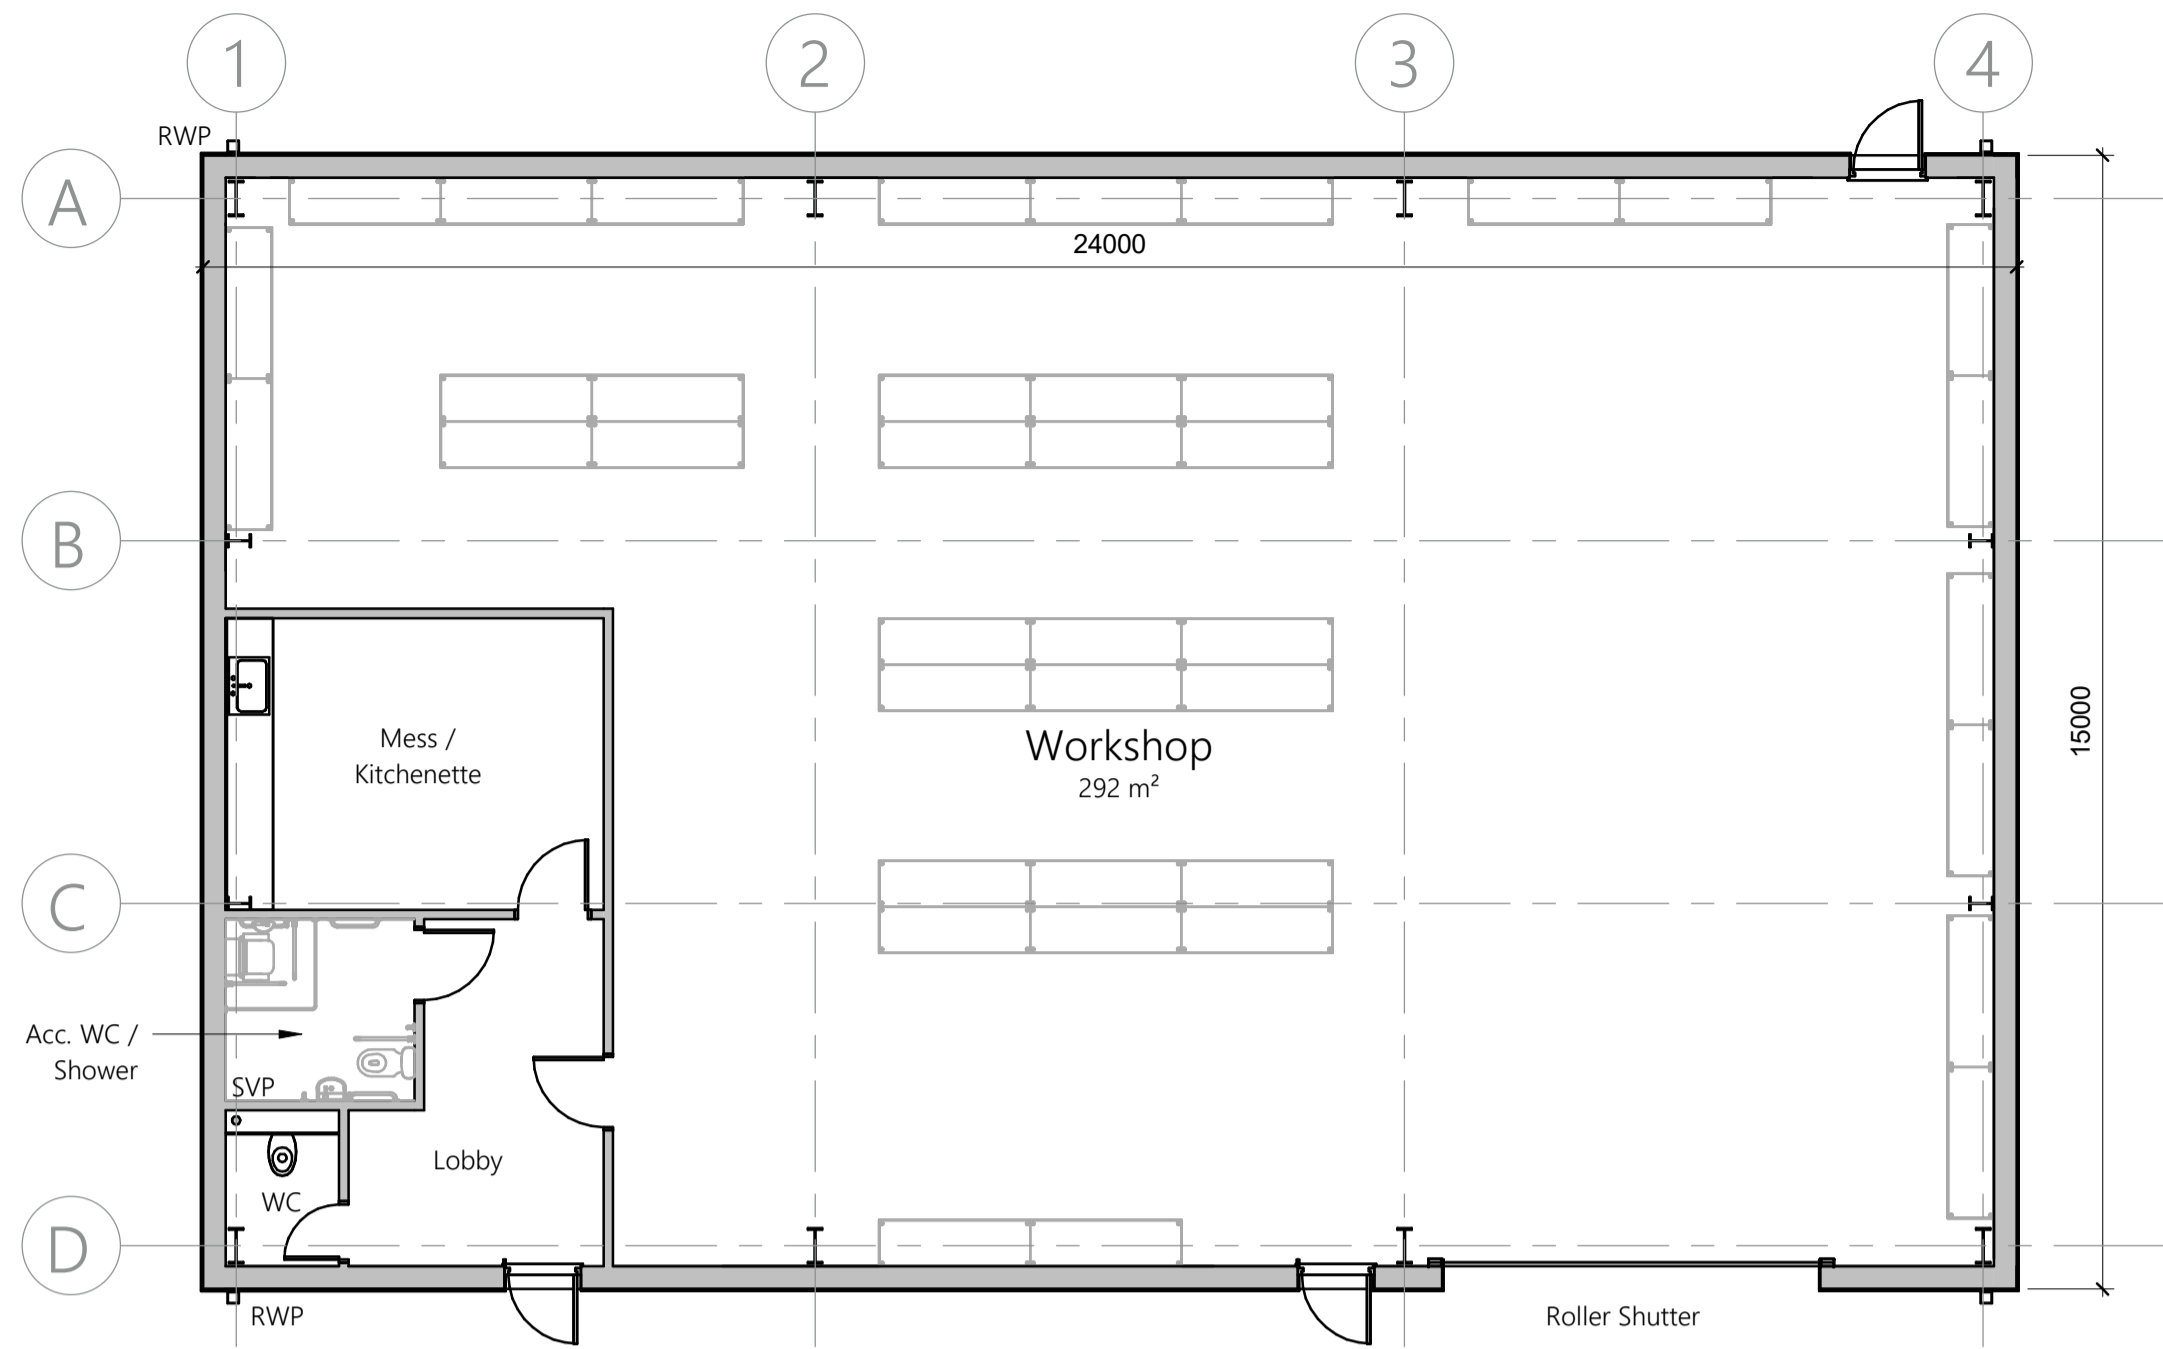 1
2
3
4
RWP
A
24000
B
Mess /
Kitchenette
Workshop
292 m²
15000
C
Acc. WC /
Shower
SVP
Lobby
WC
D
RWP
Roller Shutter